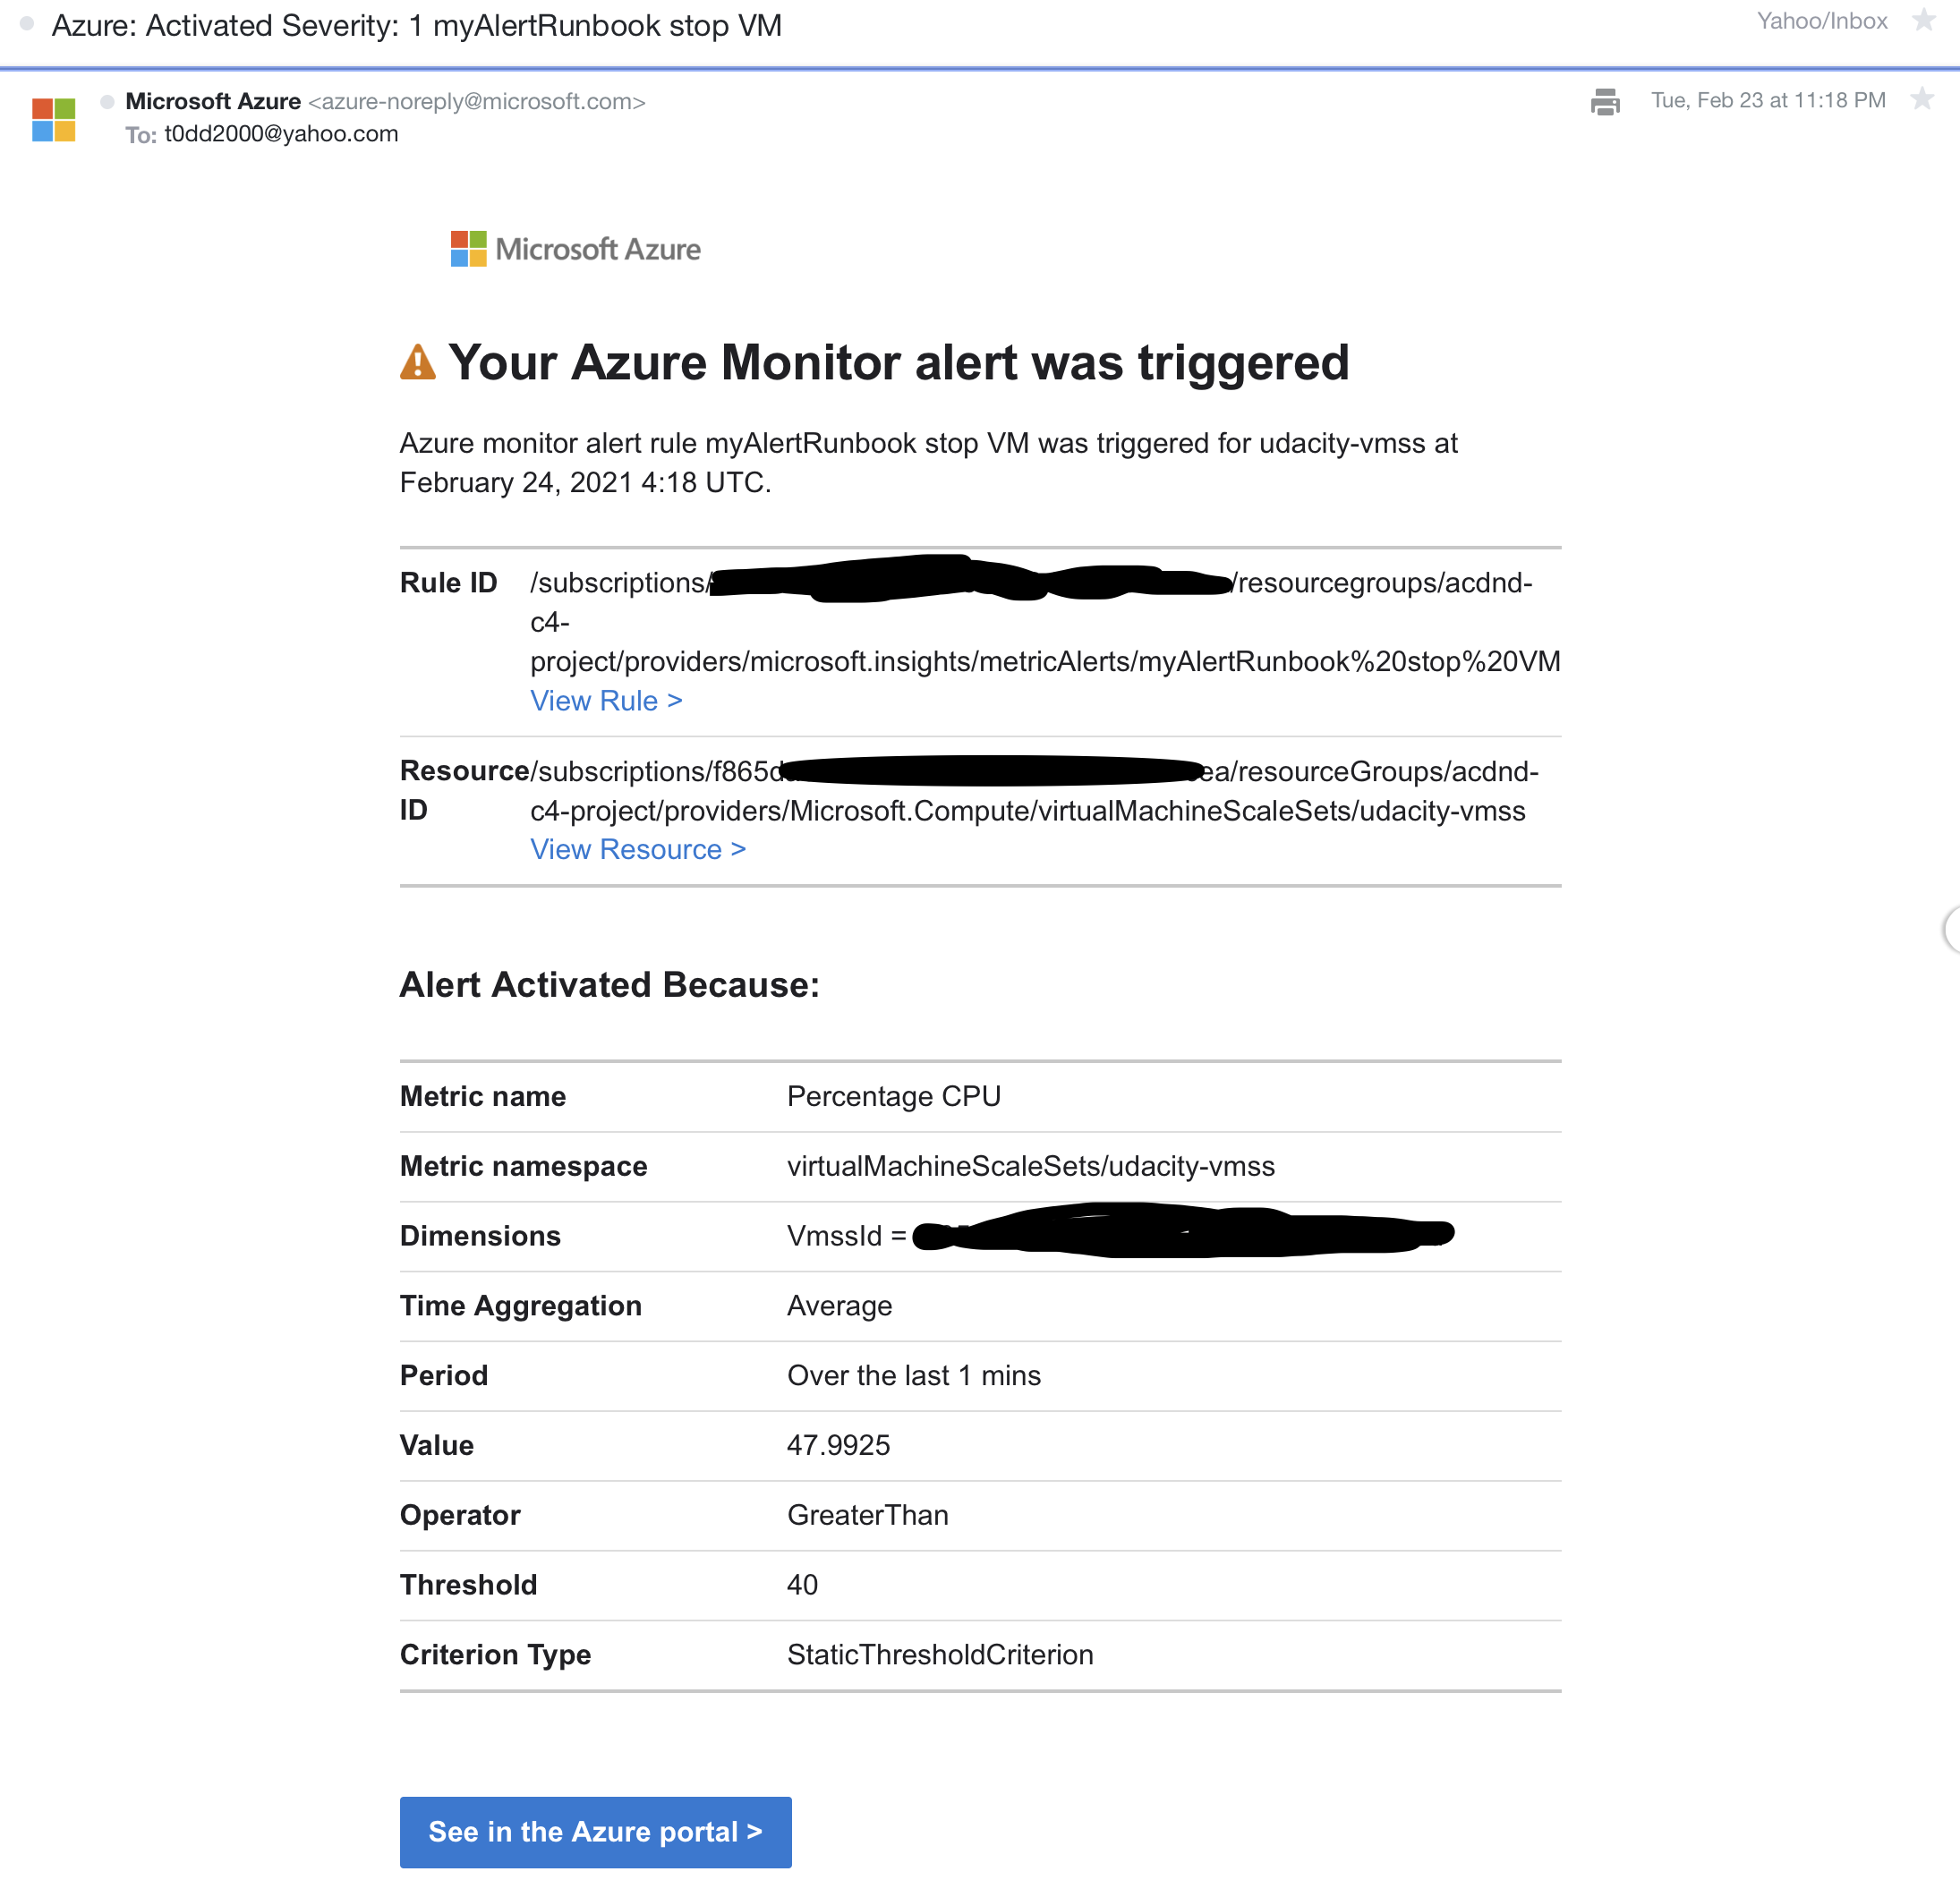 Azure: Activated Severity: 1 myAlertRunbook stop VM
Yahoo/Inbox
Microsoft Azure <azure-noreply@microsoft.com>
Tue, Feb 23 at 11:18 PM
To: t0dd2000@yahoo.com
Microsoft Azure
Your Azure Monitor alert was triggered
Azure monitor alert rule myAlertRunbook stop VM was triggered for udacity-vmss at
February 24, 2021 4:18 UTC.
Rule ID /subscriptions/ /resourcegroups/acdnd-
c4-
project/providers/microsoft.insights/metricAlerts/myAlertRunbook%20stop%20VM
View Rule >
Resource /subscriptions/f865d ea/resourceGroups/acdnd-
ID c4-project/providers/Microsoft.Compute/virtualMachineScaleSets/udacity-vmss
View Resource >
Alert Activated Because:
Metric name Percentage CPU
Metric namespace virtualMachineScaleSets/udacity-vmss
Dimensions VmssId =
Time Aggregation Average
Period Over the last 1 mins
Value 47.9925
Operator GreaterThan
Threshold 40
Criterion Type StaticThresholdCriterion
See in the Azure portal >